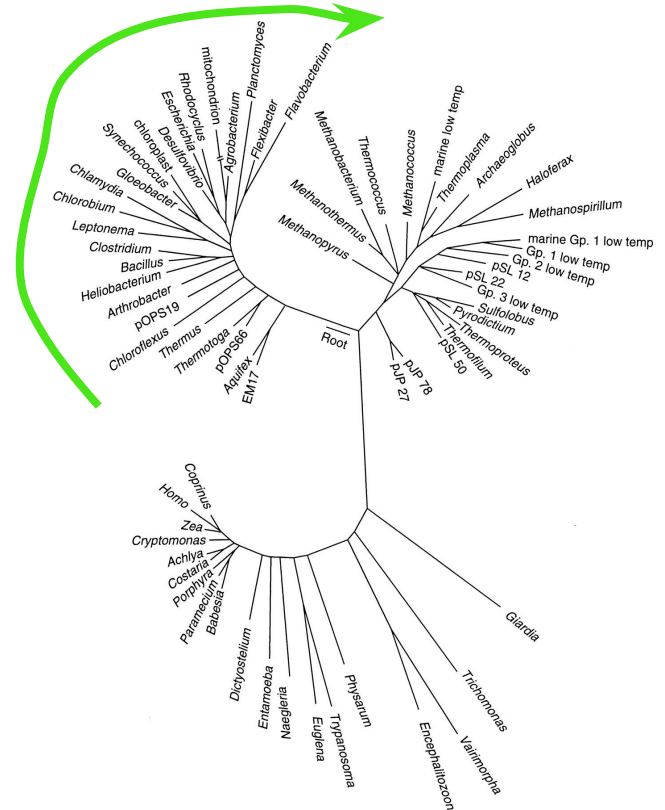 Flavobacterium
Flexibacter
Planctomyces
Agrobacterium
mitochondrion
Rhodocyclus
Escherichia
Desulfovibrio
chloroplast
Synechococcus
Gloeobacter
Chlamydia
Chlorobium
Leptonema
Clostridium
Bacillus
Heliobacterium
Arthrobacter
pOPS19
Chloroflexus
Thermus
Thermotoga
pOPS66
Aquifex
EM17
Root
Methanopyrus
Methanothermus
Methanobacterium
Thermococcus
Methanococcus
marine low temp
Thermoplasma
Archaeoglobus
Haloferax
Methanospirillum
marine Gp. 1 low temp
Gp. 1 low temp
Gp. 2 low temp
pSL 12
pSL 22
Gp. 3 low temp
Sulfolobus
Pyrodictium
Thermoproteus
Thermofilum
pSL 50
pJP 78
pJP 27
Coprinus
Homo
Zea
Cryptomonas
Achlya
Costaria
Porphyra
Paramecium
Babesia
Dictyostelium
Entamoeba
Naegleria
Euglena
Trypanosoma
Physarum
Encephalitozoon
Vairimorpha
Trichomonas
Giardia